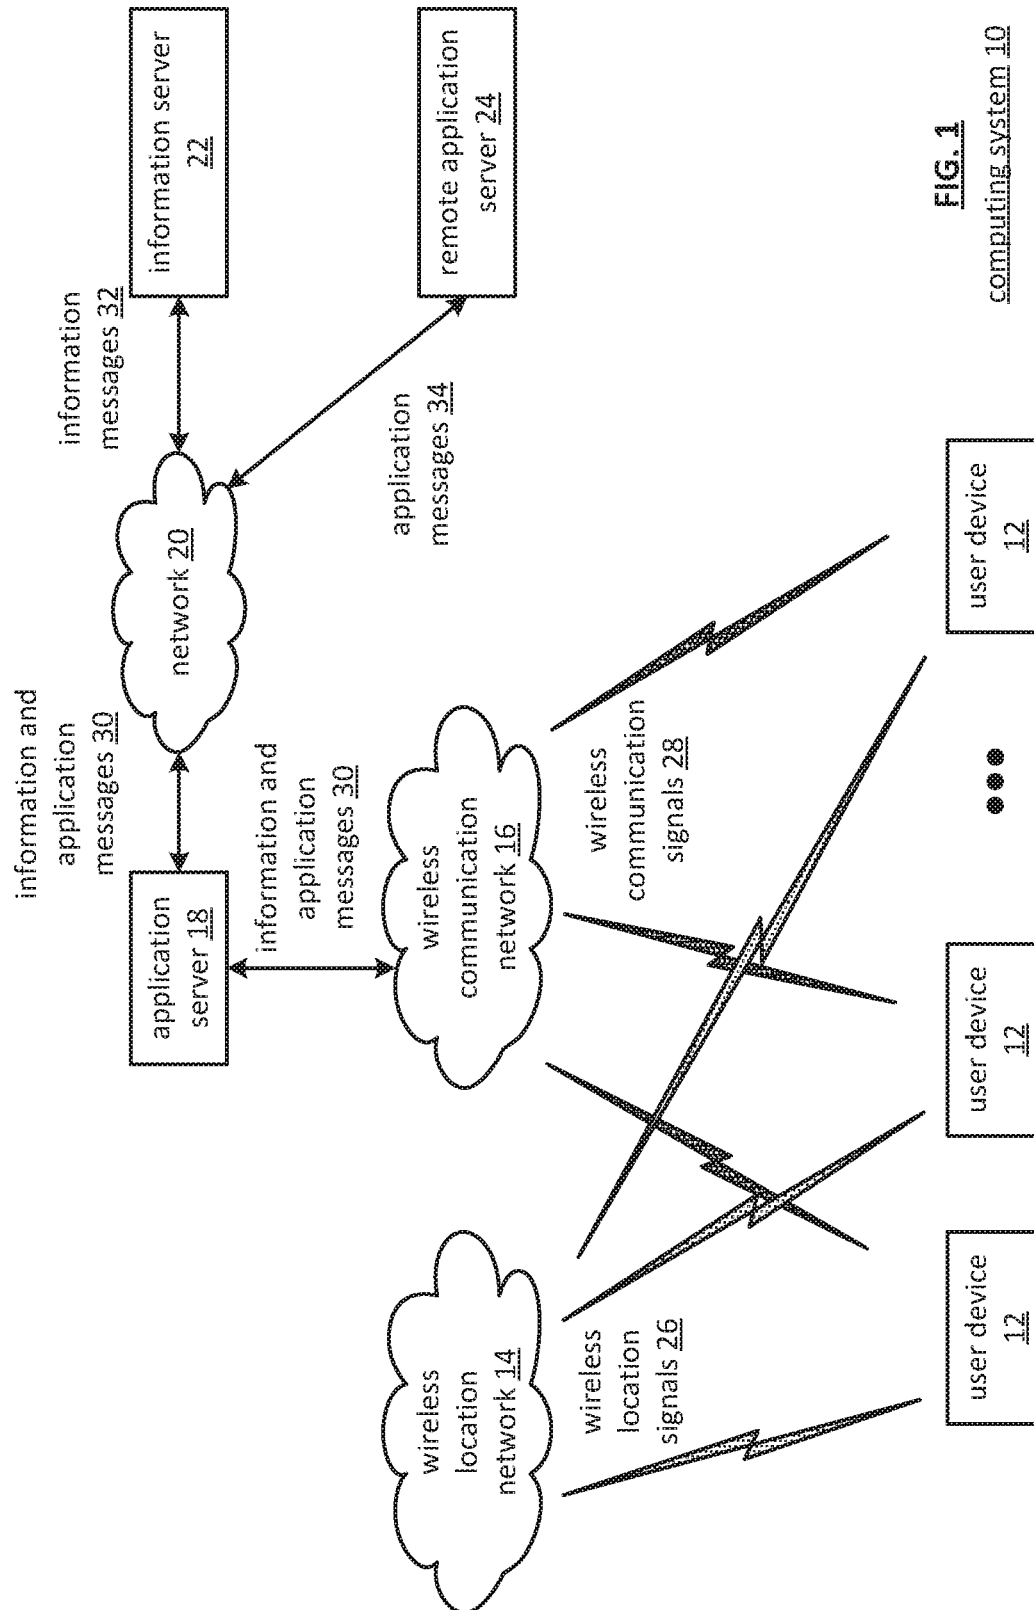 information and
application
messages 30
information
messages 32
application
server 18
network 20
information server
22
information and
application
messages 30
application
messages 34
remote application
server 24
wireless
location
network 14
wireless
communication
network 16
wireless
location
signals 26
wireless
communication
signals 28
user device
12
user device
12
user device
12
FIG. 1
computing system 10